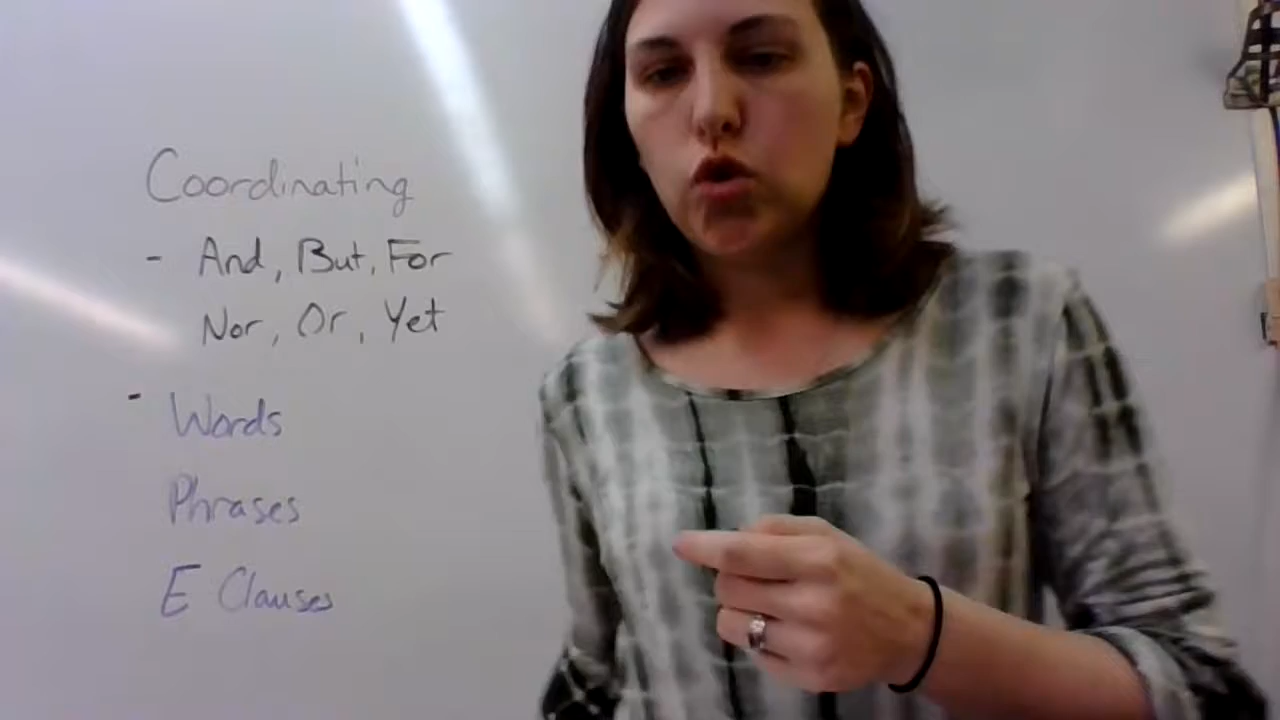 Coordinating
- And, But, For
Nor, Or, Yet
- Words
Phrases
E Clauses